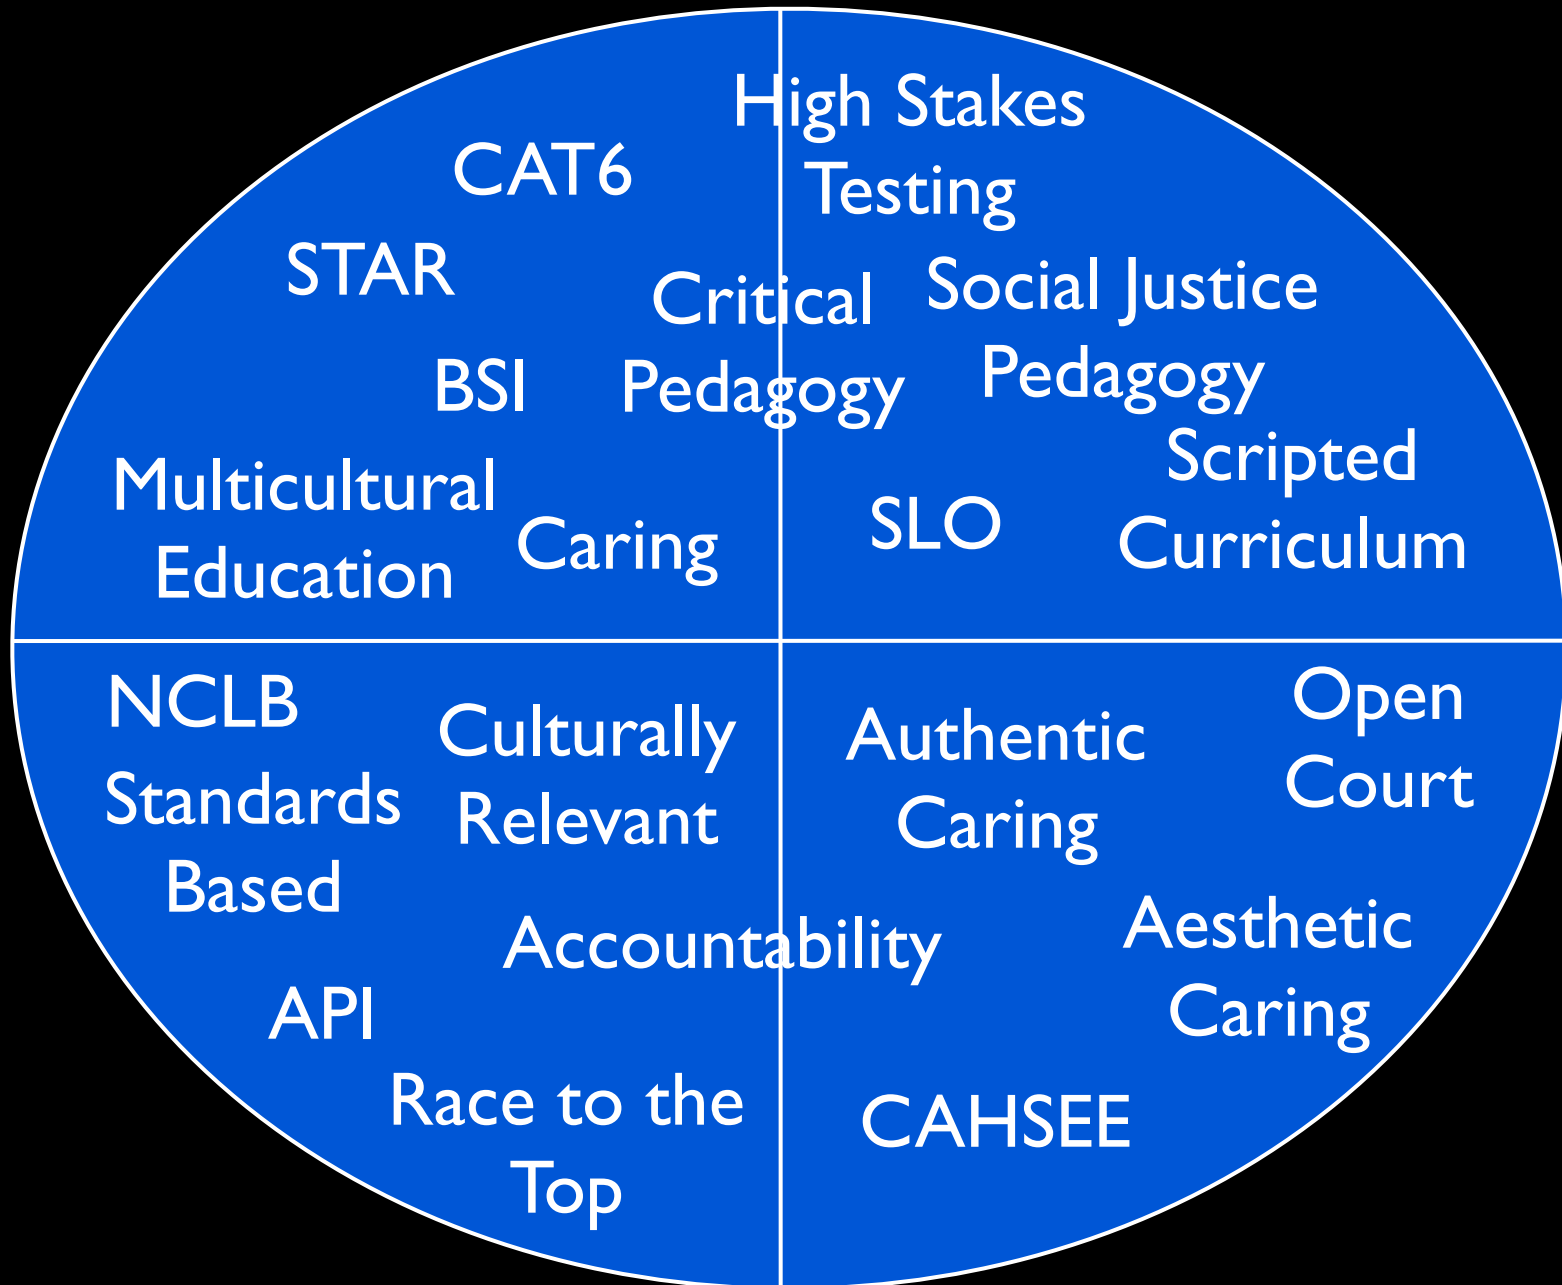 High Stakes
Testing
CAT6
STAR
Critical
Pedagogy
Social Justice
Pedagogy
BSI
Multicultural
Education
Caring
SLO
Scripted
Curriculum
NCLB
Culturally
Relevant
Authentic
Caring
Open
Court
Standards
Based
Accountability
Aesthetic
Caring
API
Race to the
Top
CAHSEE